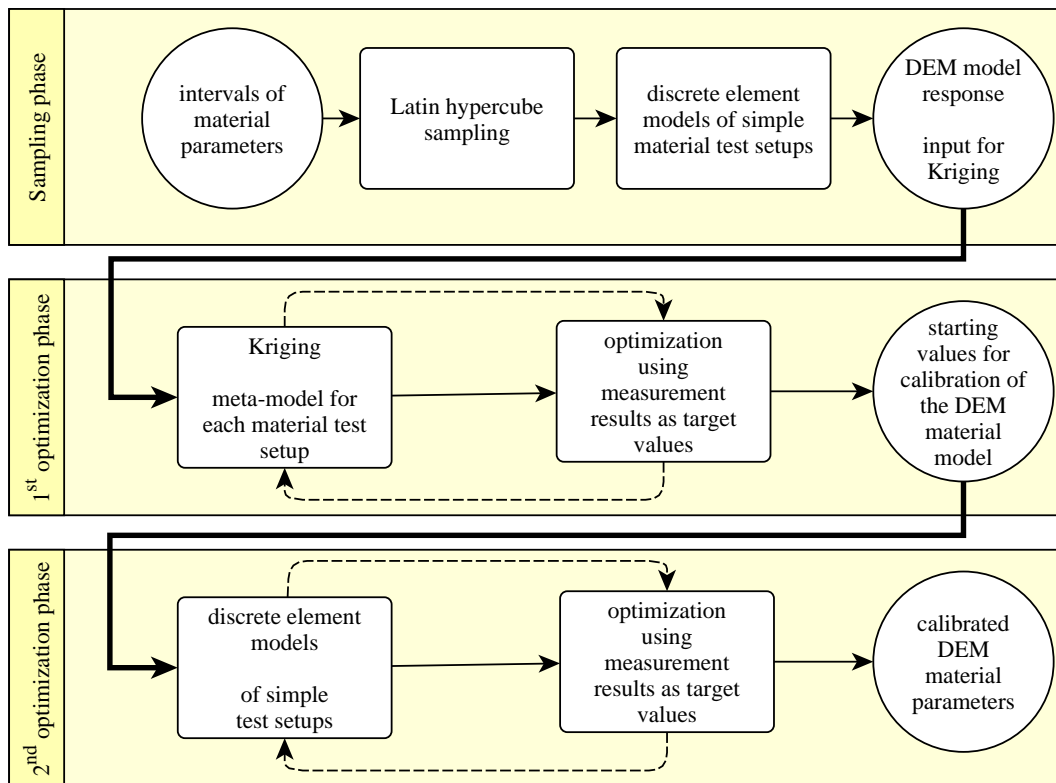 Sampling phase
intervals of
material
parameters
Latin hypercube
sampling
discrete element
models of simple
material test setups
DEM model
response
input for
Kriging
1st optimization phase
Kriging
meta-model for
each material test
setup
optimization
using
measurement
results as target
values
starting
values for
calibration of
the DEM
material
model
2nd optimization phase
discrete element
models
of simple
test setups
optimization
using
measurement
results as target
values
calibrated
DEM
material
parameters